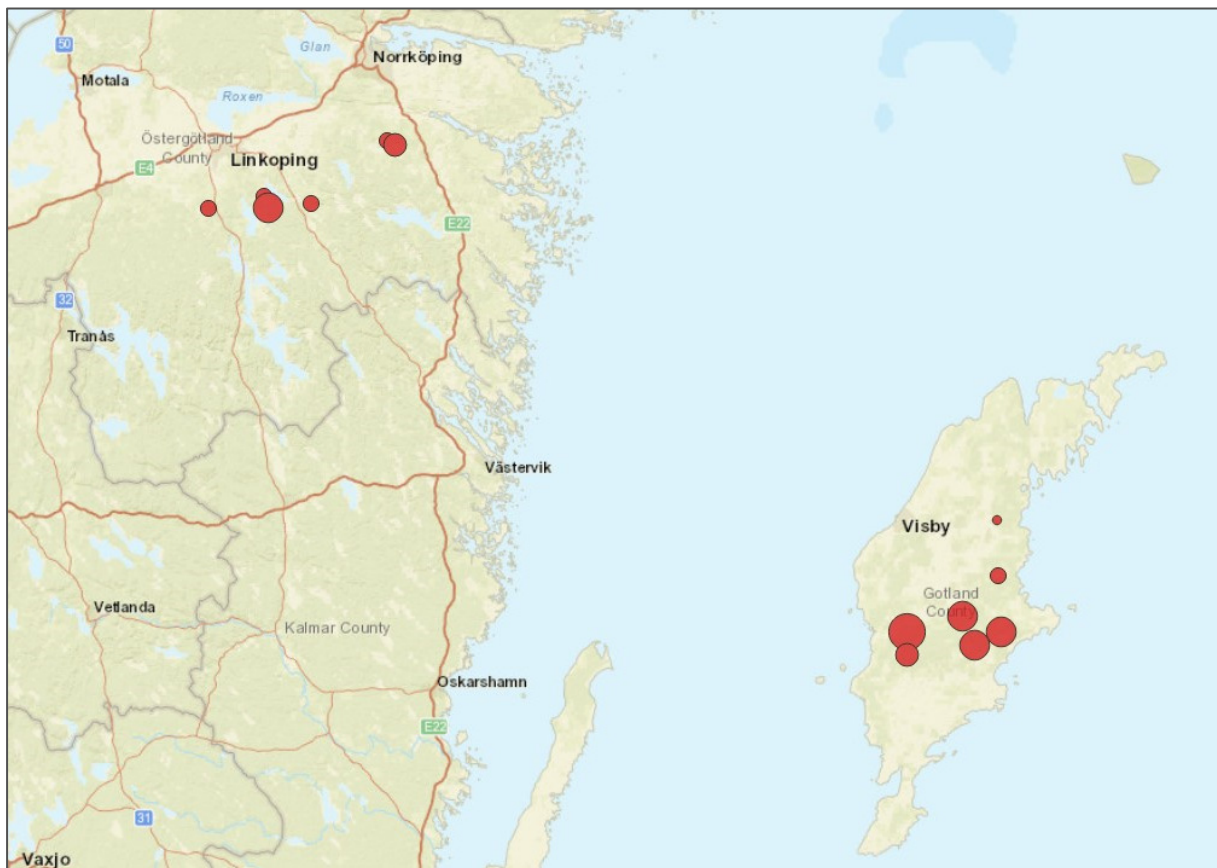 50
Glan
Norrköping
Motala
Roxen
Östergötland
County
Linkoping
E4
E22
32
Tranås
Västervik
Visby
Gotland
County
Vetlanda
Kalmar County
Oskarshamn
E22
31
Vaxjo